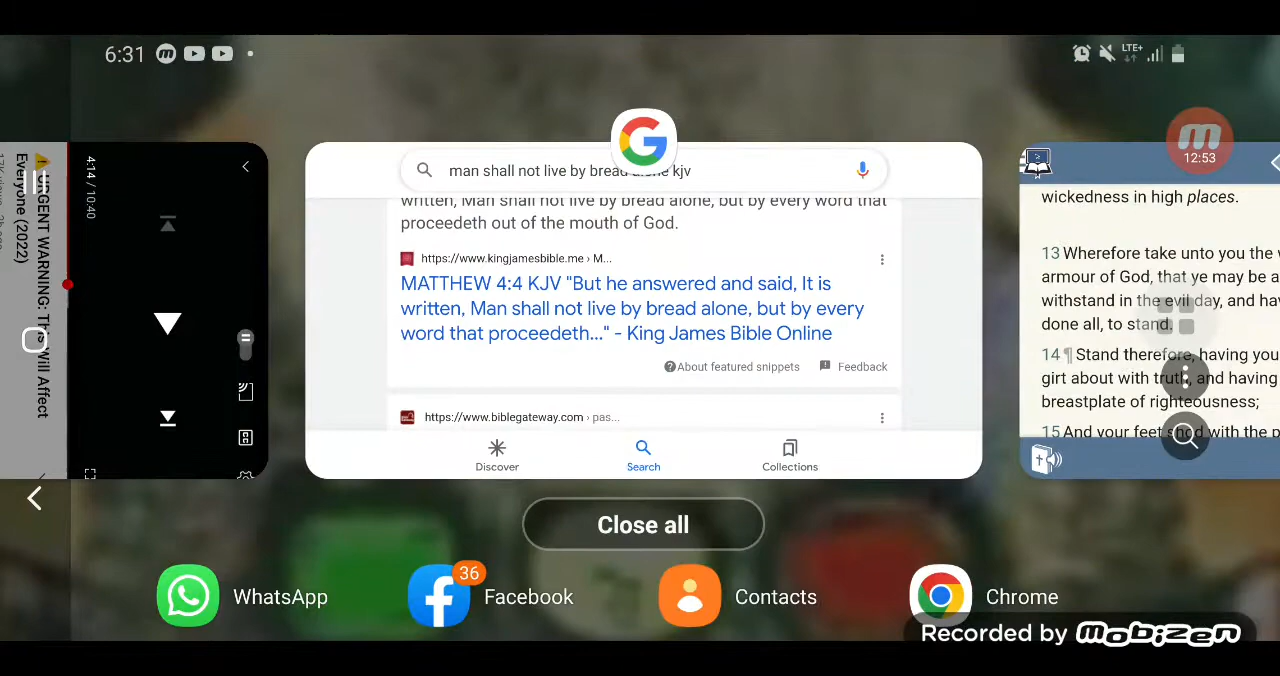 6:31
LTE+
12:53
⚠ URGENT WARNING: This Will Affect
Everyone (2022)
4:14 / 10:40
man shall not live by bread alone kjv
written, Man shall not live by bread alone, but by every word that
proceedeth out of the mouth of God.
https://www.kingjamesbible.me › M...
MATTHEW 4:4 KJV "But he answered and said, It is
written, Man shall not live by bread alone, but by every
word that proceedeth..." - King James Bible Online
About featured snippets Feedback
https://www.biblegateway.com › pas...
Discover Search Collections
wickedness in high places.
13 Wherefore take unto you the
armour of God, that ye may be a
withstand in the evil day, and hav
done all, to stand.
14 ¶ Stand therefore, having you
girt about with truth, and having
breastplate of righteousness;
15 And your feet shod with the p
Close all
WhatsApp
36
Facebook
Contacts
Chrome
Recorded by mobizen